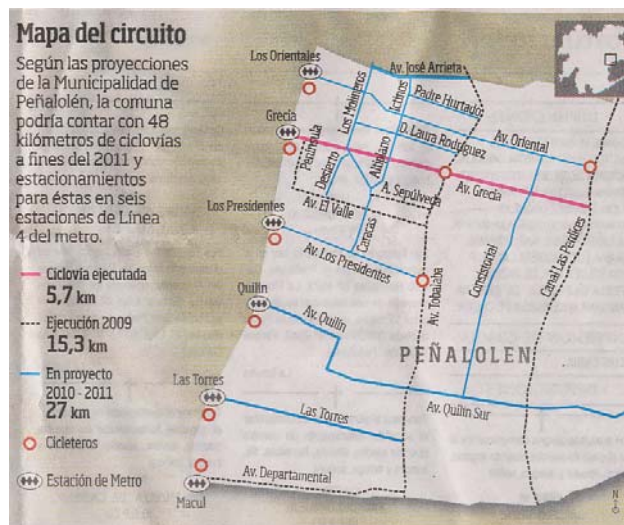 Mapa del circuito
Según las proyecciones
de la Municipalidad de
Peñalolén, la comuna
podría contar con 48
kilómetros de ciclovías
a fines del 2011 y
estacionamientos
para éstas en seis
estaciones de Línea
4 del metro.
Ciclovía ejecutada
5,7 km
Ejecución 2009
15,3 km
En proyecto
2010 - 2011
27 km
Cicleteros
Estación de Metro
Los Orientales
Av. José Arrieta
Los Molineros
Ictinos
Padre Hurtado
Grecia
D. Laura Rodríguez
Av. Oriental
Península
Desierto
Altiplano
Av. Grecia
A. Sepúlveda
Av. El Valle
Los Presidentes
Caracas
Av. Los Presidentes
Av. Tobalaba
Concistorial
Canal Las Perdices
Quilín
Av. Quilín
PEÑALOLEN
Las Torres
Las Torres
Av. Quilín Sur
Av. Departamental
Macul
N